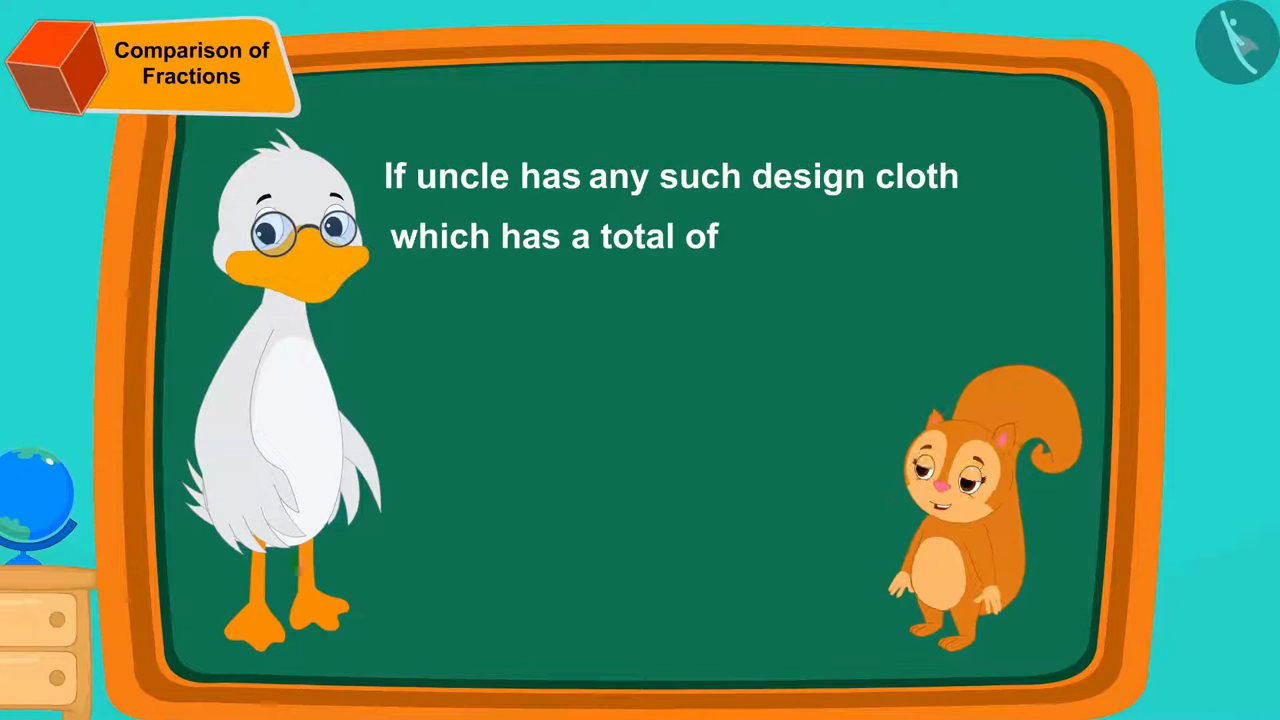 Comparison of
Fractions
If uncle has any such design cloth
which has a total of